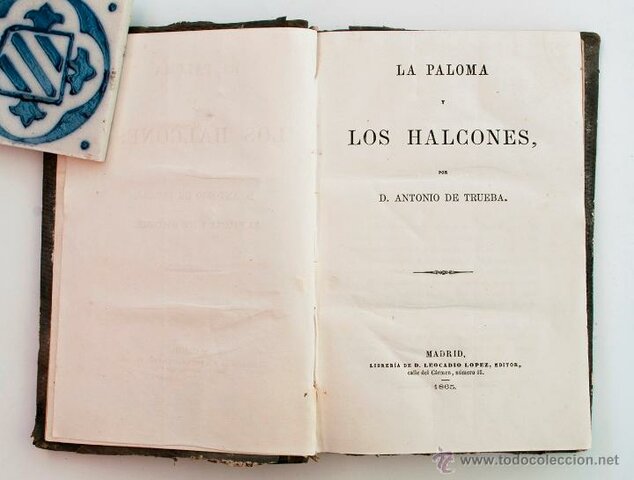 LA PALOMA
Y
LOS HALCONES,
POR
D. ANTONIO DE TRUEBA.
MADRID,
LIBRERÍA DE D. LEOCADIO LOPEZ, EDITOR,
calle del Cármen, número
1865.
www.todocoleccion.net